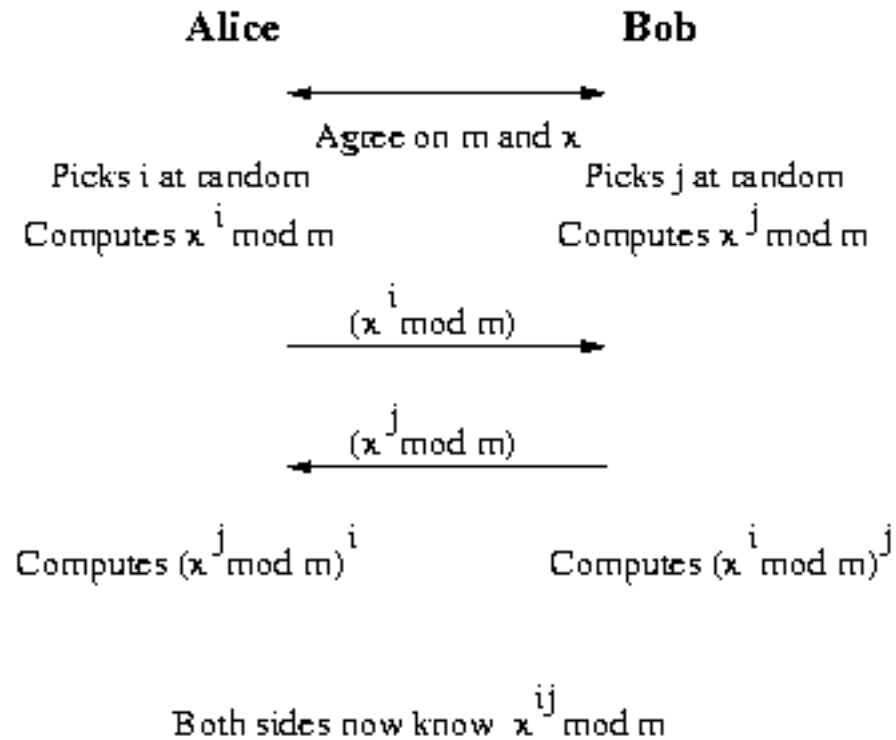 Alice Bob
Agree on m and x
Picks i at random Picks j at random
Computes x^i mod m Computes x^j mod m
(x^i mod m)
(x^j mod m)
Computes (x^j mod m)^i Computes (x^i mod m)^j
Both sides now know x^ij mod m